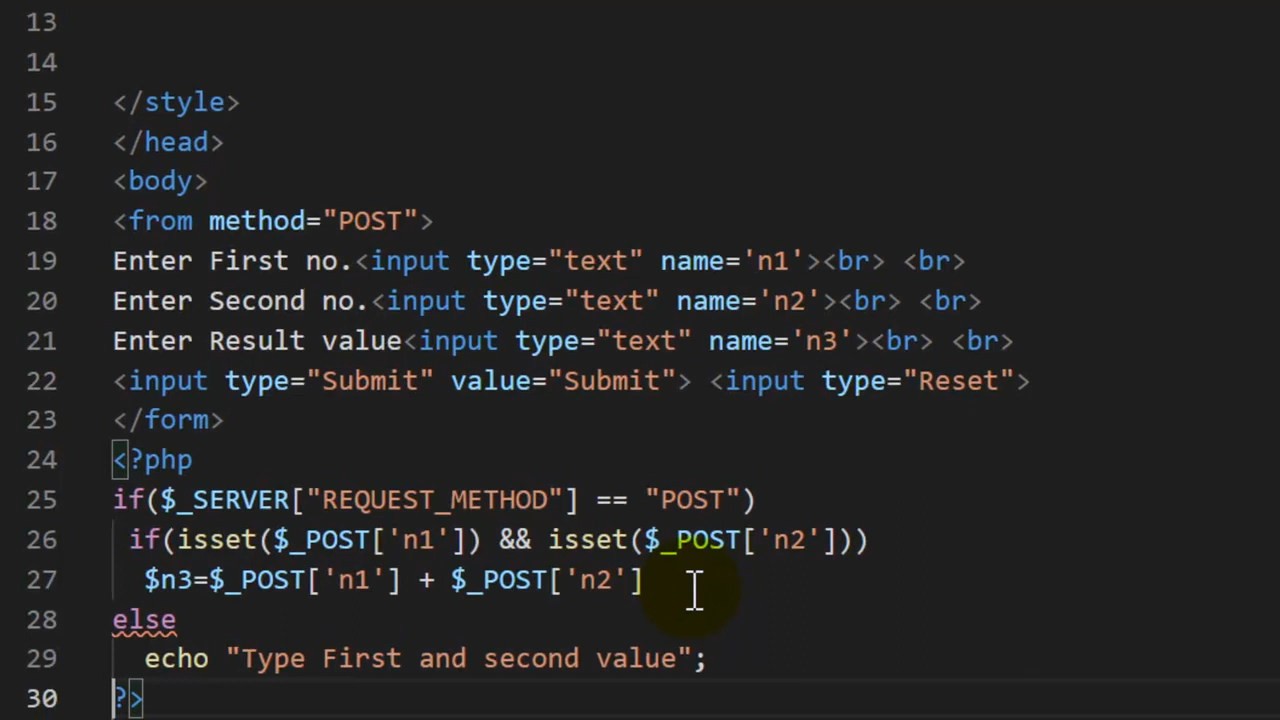 13
14
15 </style>
16 </head>
17 <body>
18 <from method="POST">
19 Enter First no.<input type="text" name='n1'><br> <br>
20 Enter Second no.<input type="text" name='n2'><br> <br>
21 Enter Result value<input type="text" name='n3'><br> <br>
22 <input type="Submit" value="Submit"> <input type="Reset">
23 </form>
24 <?php
25 if($_SERVER["REQUEST_METHOD"] == "POST")
26  if(isset($_POST['n1']) && isset($_POST['n2']))
27   $n3=$_POST['n1'] + $_POST['n2']
28 else
29   echo "Type First and second value";
30 ?>